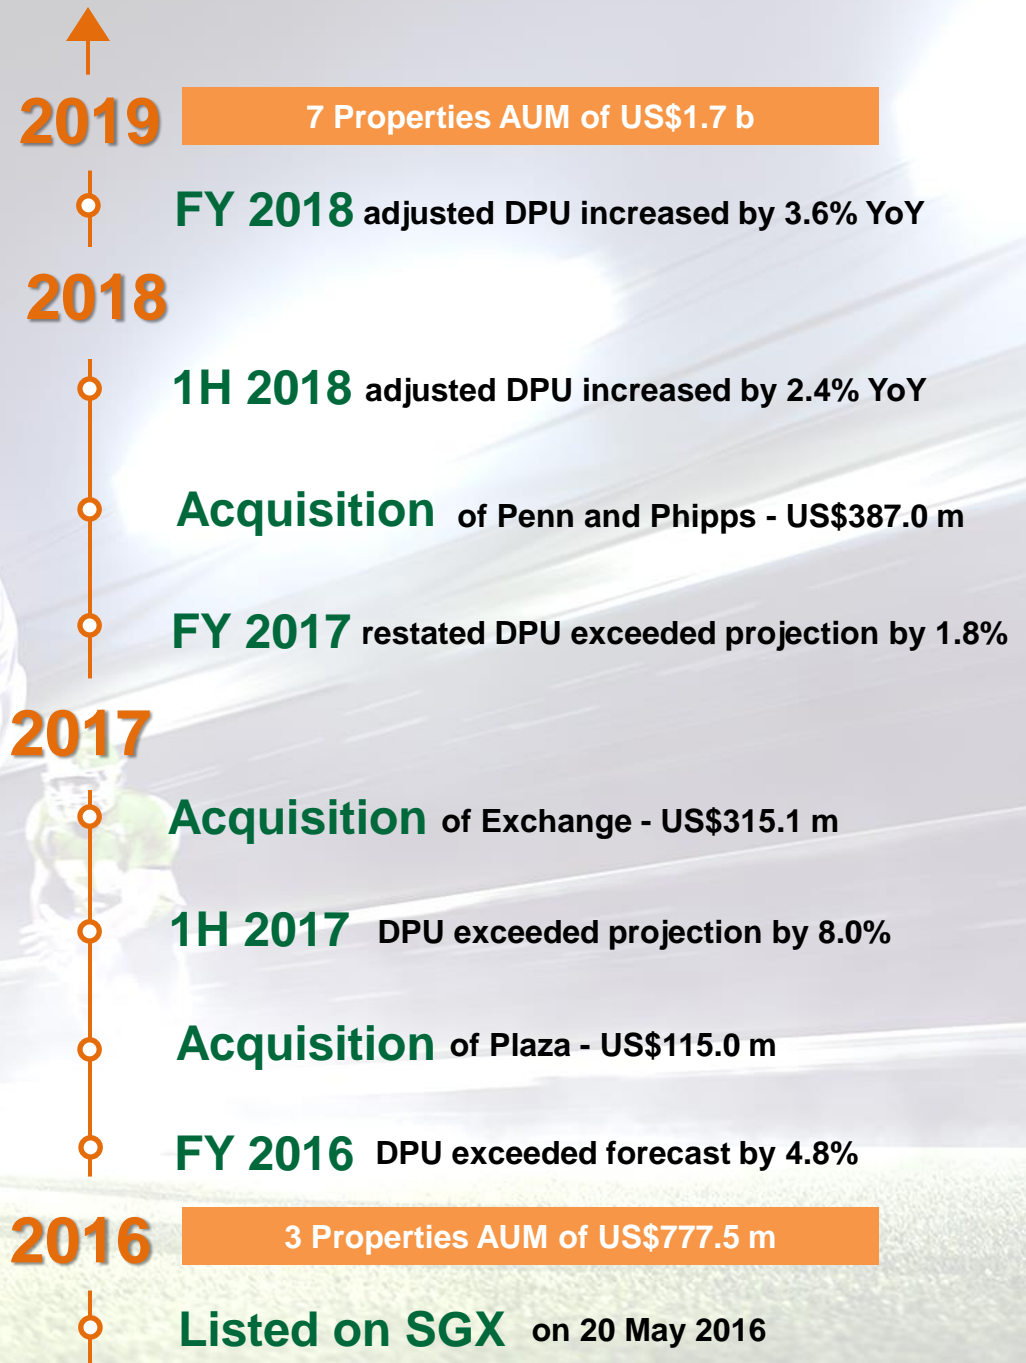 2019
7 Properties AUM of US$1.7 b
FY 2018 adjusted DPU increased by 3.6% YoY
2018
1H 2018 adjusted DPU increased by 2.4% YoY
Acquisition of Penn and Phipps - US$387.0 m
FY 2017 restated DPU exceeded projection by 1.8%
2017
Acquisition of Exchange - US$315.1 m
1H 2017 DPU exceeded projection by 8.0%
Acquisition of Plaza - US$115.0 m
FY 2016 DPU exceeded forecast by 4.8%
2016
3 Properties AUM of US$777.5 m
Listed on SGX on 20 May 2016